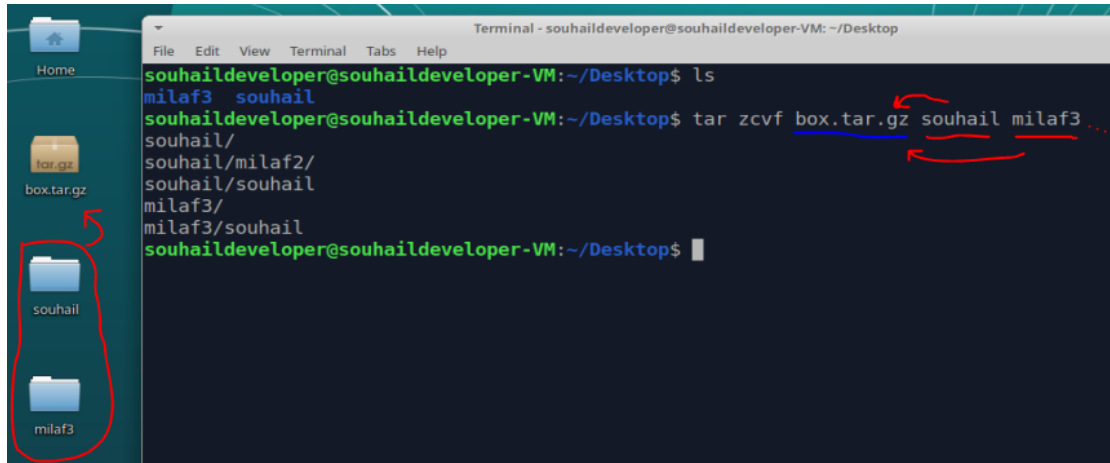 Home
tar.gz
box.tar.gz
souhail
milaf3
Terminal - souhaildeveloper@souhaildeveloper-VM: ~/Desktop
File Edit View Terminal Tabs Help
souhaildeveloper@souhaildeveloper-VM:~/Desktop$ ls
milaf3 souhail
souhaildeveloper@souhaildeveloper-VM:~/Desktop$ tar zcvf box.tar.gz souhail milaf3 ...
souhail/
souhail/milaf2/
souhail/souhail
milaf3/
milaf3/souhail
souhaildeveloper@souhaildeveloper-VM:~/Desktop$